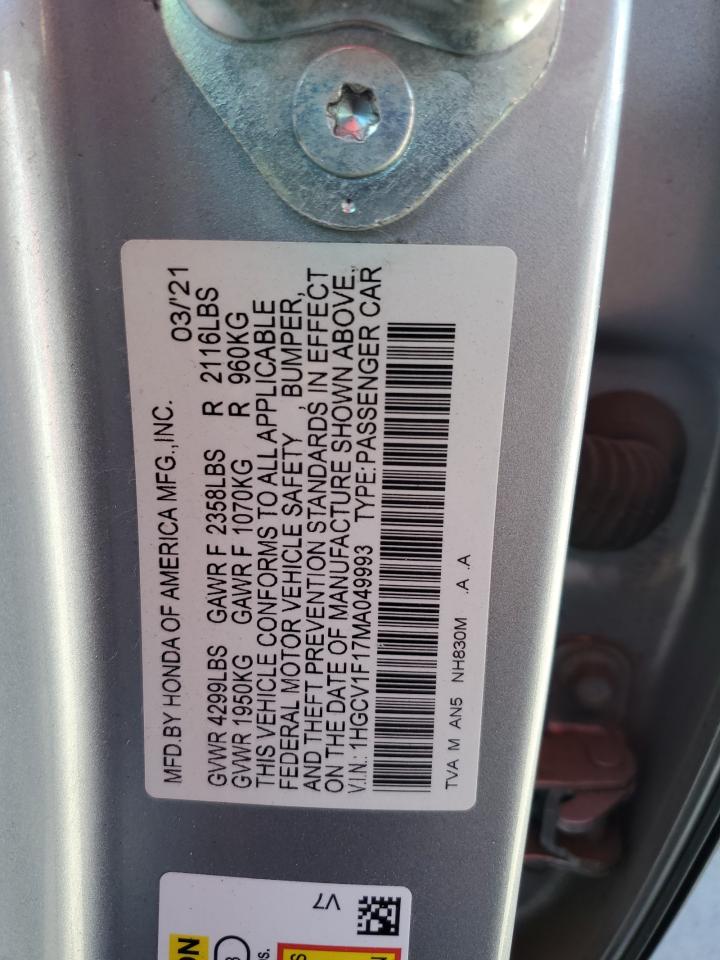 MFD.BY HONDA OF AMERICA MFG.,INC. 03/'21
GVWR 4299LBS GAWR F 2358LBS R 2116LBS
GVWR 1950KG GAWR F 1070KG R 960KG
THIS VEHICLE CONFORMS TO ALL APPLICABLE
FEDERAL MOTOR VEHICLE SAFETY , BUMPER,
AND THEFT PREVENTION STANDARDS IN EFFECT
ON THE DATE OF MANUFACTURE SHOWN ABOVE.
V.I.N.: 1HGCV1F17MA049993 TYPE:PASSENGER CAR
TVA M AN5 NH830M .A .A
V7